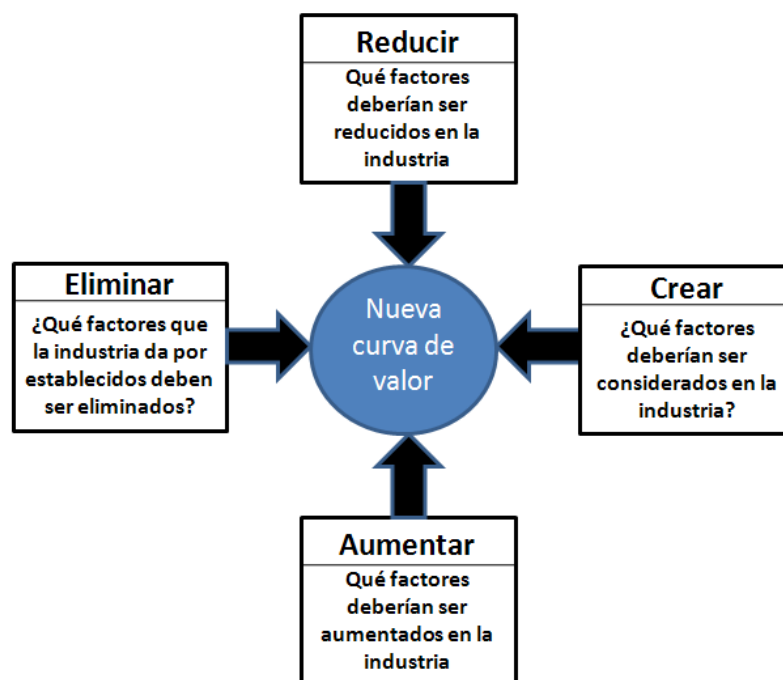 Reducir
Qué factores
deberían ser
reducidos en la
industria
Eliminar
¿Qué factores que
la industria da por
establecidos deben
ser eliminados?
Nueva
curva de
valor
Crear
¿Qué factores
deberían ser
considerados en la
industria?
Aumentar
Qué factores
deberían ser
aumentados en la
industria